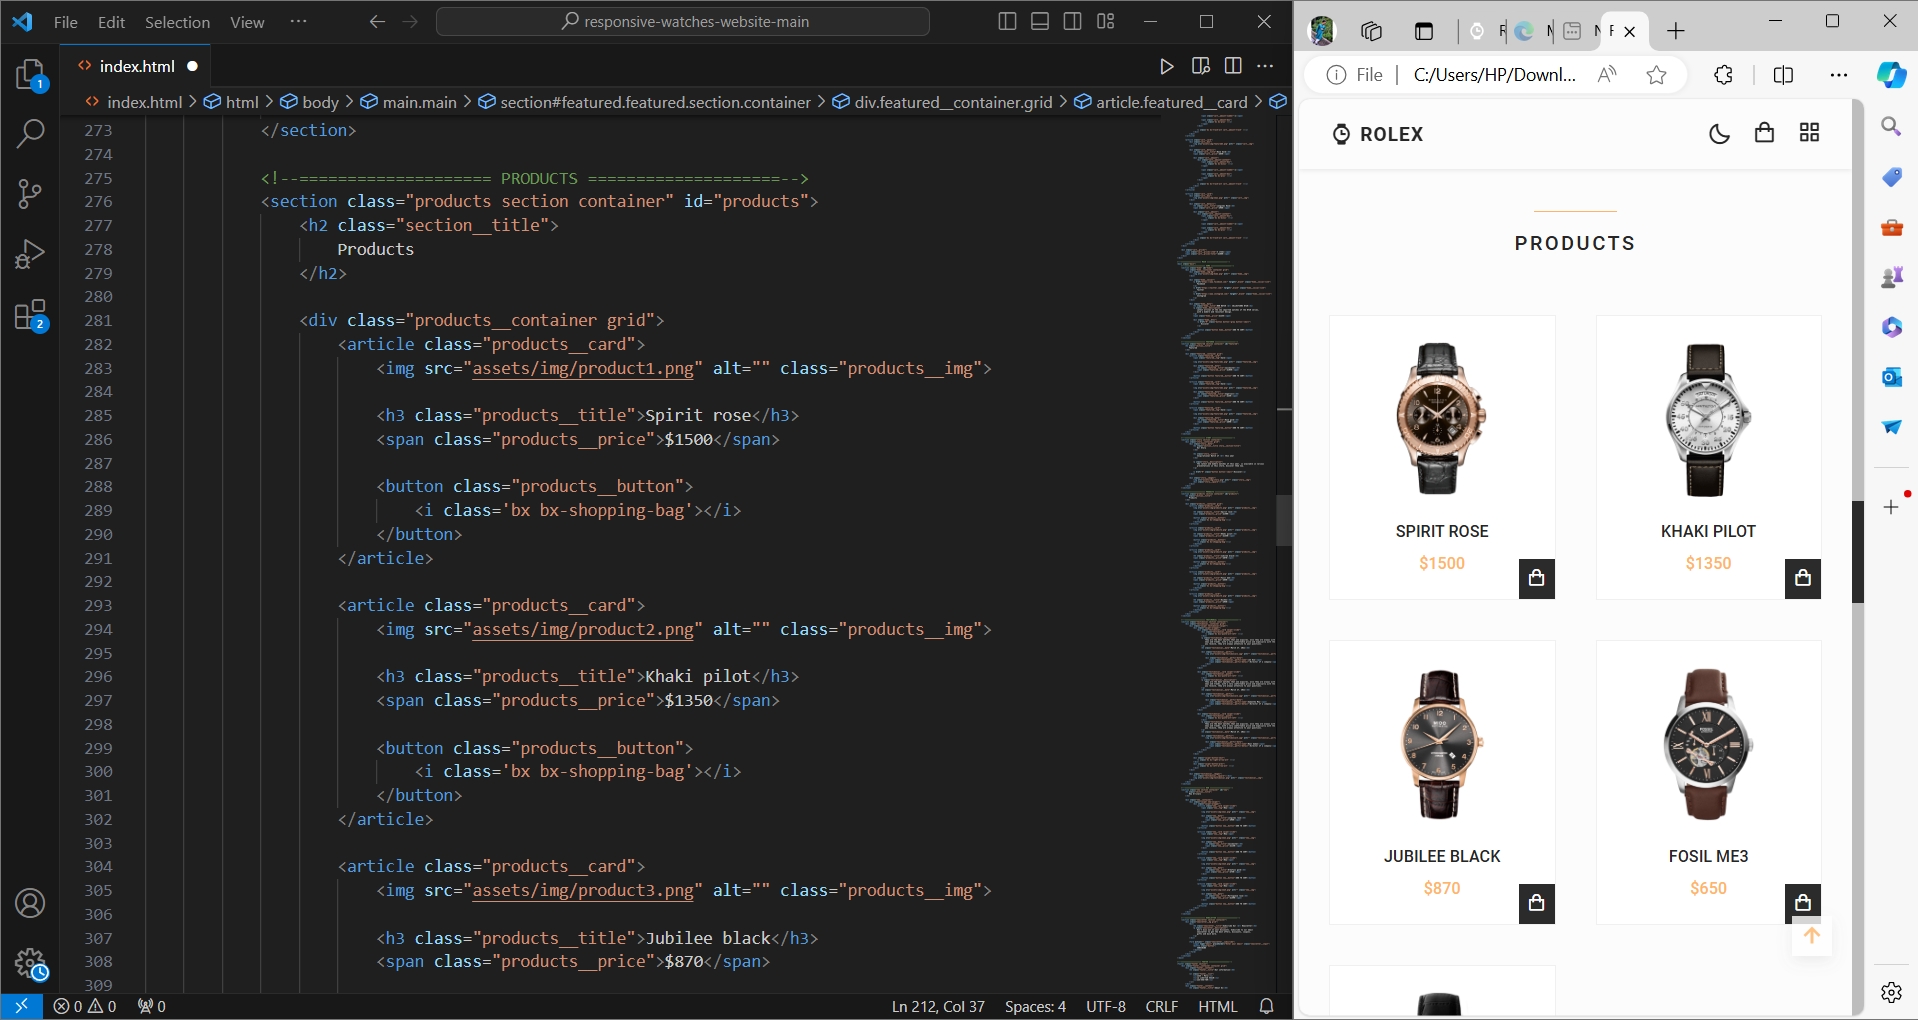 File Edit Selection View ··· responsive-watches-website-main
1
index.html
index.html > html > body > main.main > section#featured.featured.section.container > div.featured__container.grid > article.featured__card >
273 </section>
274
275 <!--==================== PRODUCTS ====================-->
276 <section class="products section container" id="products">
277 <h2 class="section__title">
278 Products
279 </h2>
280
281 <div class="products__container grid">
282 <article class="products__card">
283 <img src="assets/img/product1.png" alt="" class="products__img">
284
285 <h3 class="products__title">Spirit rose</h3>
286 <span class="products__price">$1500</span>
287
288 <button class="products__button">
289 <i class='bx bx-shopping-bag'></i>
290 </button>
291 </article>
292
293 <article class="products__card">
294 <img src="assets/img/product2.png" alt="" class="products__img">
295
296 <h3 class="products__title">Khaki pilot</h3>
297 <span class="products__price">$1350</span>
298
299 <button class="products__button">
300 <i class='bx bx-shopping-bag'></i>
301 </button>
302 </article>
303
304 <article class="products__card">
305 <img src="assets/img/product3.png" alt="" class="products__img">
306
307 <h3 class="products__title">Jubilee black</h3>
308 <span class="products__price">$870</span>
309
2
0 0 0 Ln 212, Col 37 Spaces: 4 UTF-8 CRLF HTML
File | C:/Users/HP/Downl...
ROLEX
PRODUCTS
SPIRIT ROSE
$1500
KHAKI PILOT
$1350
JUBILEE BLACK
$870
FOSIL ME3
$650